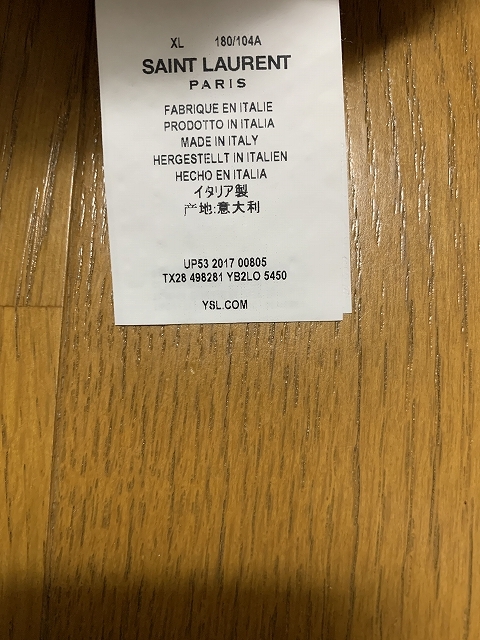 XL 180/104A
SAINT LAURENT
PARIS
FABRIQUE EN ITALIE
PRODOTTO IN ITALIA
MADE IN ITALY
HERGESTELLT IN ITALIEN
HECHO EN ITALIA
イタリア製
产地:意大利
UP53 2017 00805
TX28 498281 YB2LO 5450
YSL.COM